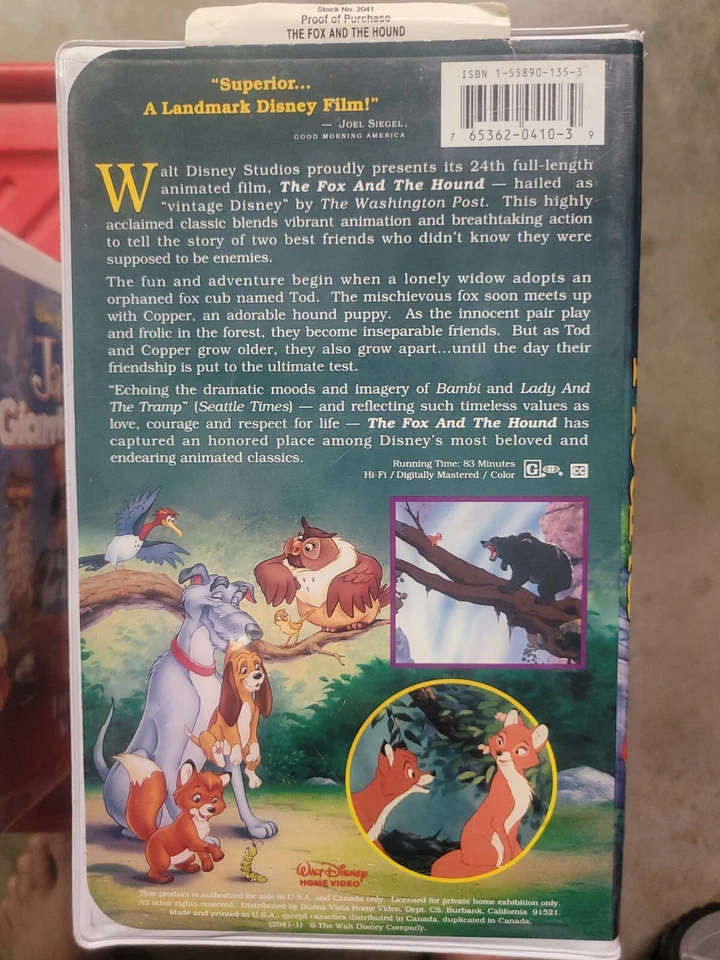 Stock No. 2041
Proof of Purchase
THE FOX AND THE HOUND
“Superior...
A Landmark Disney Film!”
— JOEL SIEGEL,
GOOD MORNING AMERICA
ISBN 1-55890-135-3
7 65362-0410-3 9
Walt Disney Studios proudly presents its 24th full-length
animated film, The Fox And The Hound — hailed as
“vintage Disney” by The Washington Post. This highly
acclaimed classic blends vibrant animation and breathtaking action
to tell the story of two best friends who didn’t know they were
supposed to be enemies.
The fun and adventure begin when a lonely widow adopts an
orphaned fox cub named Tod. The mischievous fox soon meets up
with Copper, an adorable hound puppy. As the innocent pair play
and frolic in the forest, they become inseparable friends. But as Tod
and Copper grow older, they also grow apart...until the day their
friendship is put to the ultimate test.
“Echoing the dramatic moods and imagery of Bambi and Lady And
The Tramp” (Seattle Times) — and reflecting such timeless values as
love, courage and respect for life — The Fox And The Hound has
captured an honored place among Disney’s most beloved and
endearing animated classics.
Running Time: 83 Minutes
Hi-Fi / Digitally Mastered / Color
G
CC
Walt Disney
HOME VIDEO
This product is authorized for sale in U.S.A. and Canada only. Licensed for private home exhibition only.
All other rights reserved. Distributed by Buena Vista Home Video, Dept. CS, Burbank, California 91521.
Made and printed in U.S.A., except cassettes distributed in Canada, duplicated in Canada.
(2041-1) © The Walt Disney Company.